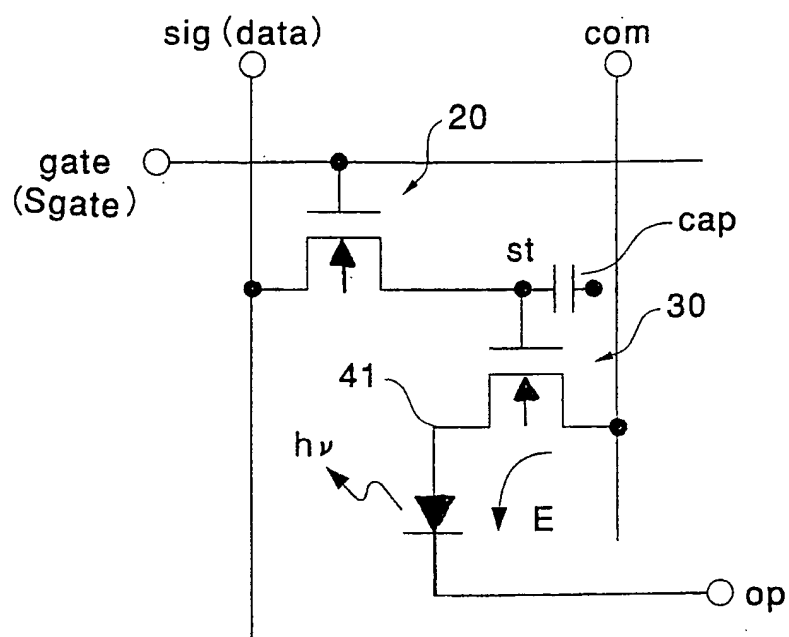 sig (data)
com
20
gate
(Sgate)
cap
st
30
41
hν
E
op